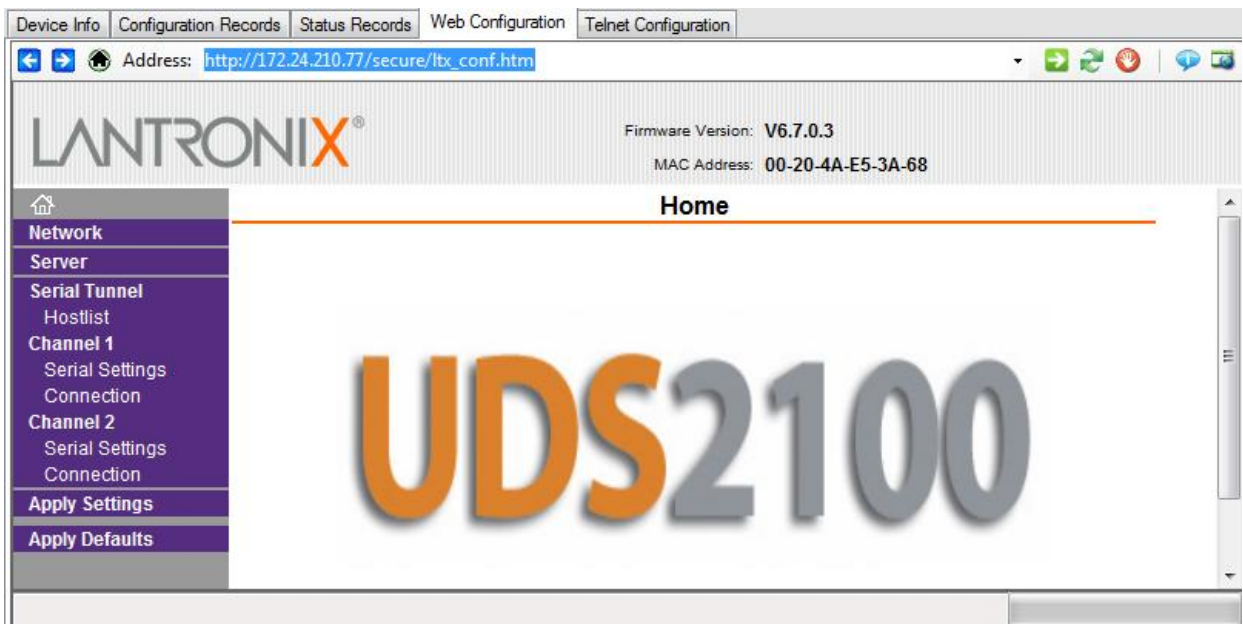 Device Info Configuration Records Status Records Web Configuration Telnet Configuration
Address: http://172.24.210.77/secure/ltx_conf.htm
LANTRONIX®
Firmware Version: V6.7.0.3
MAC Address: 00-20-4A-E5-3A-68
Home
Network
Server
Serial Tunnel
Hostlist
Channel 1
Serial Settings
Connection
Channel 2
Serial Settings
Connection
Apply Settings
Apply Defaults
UDS2100